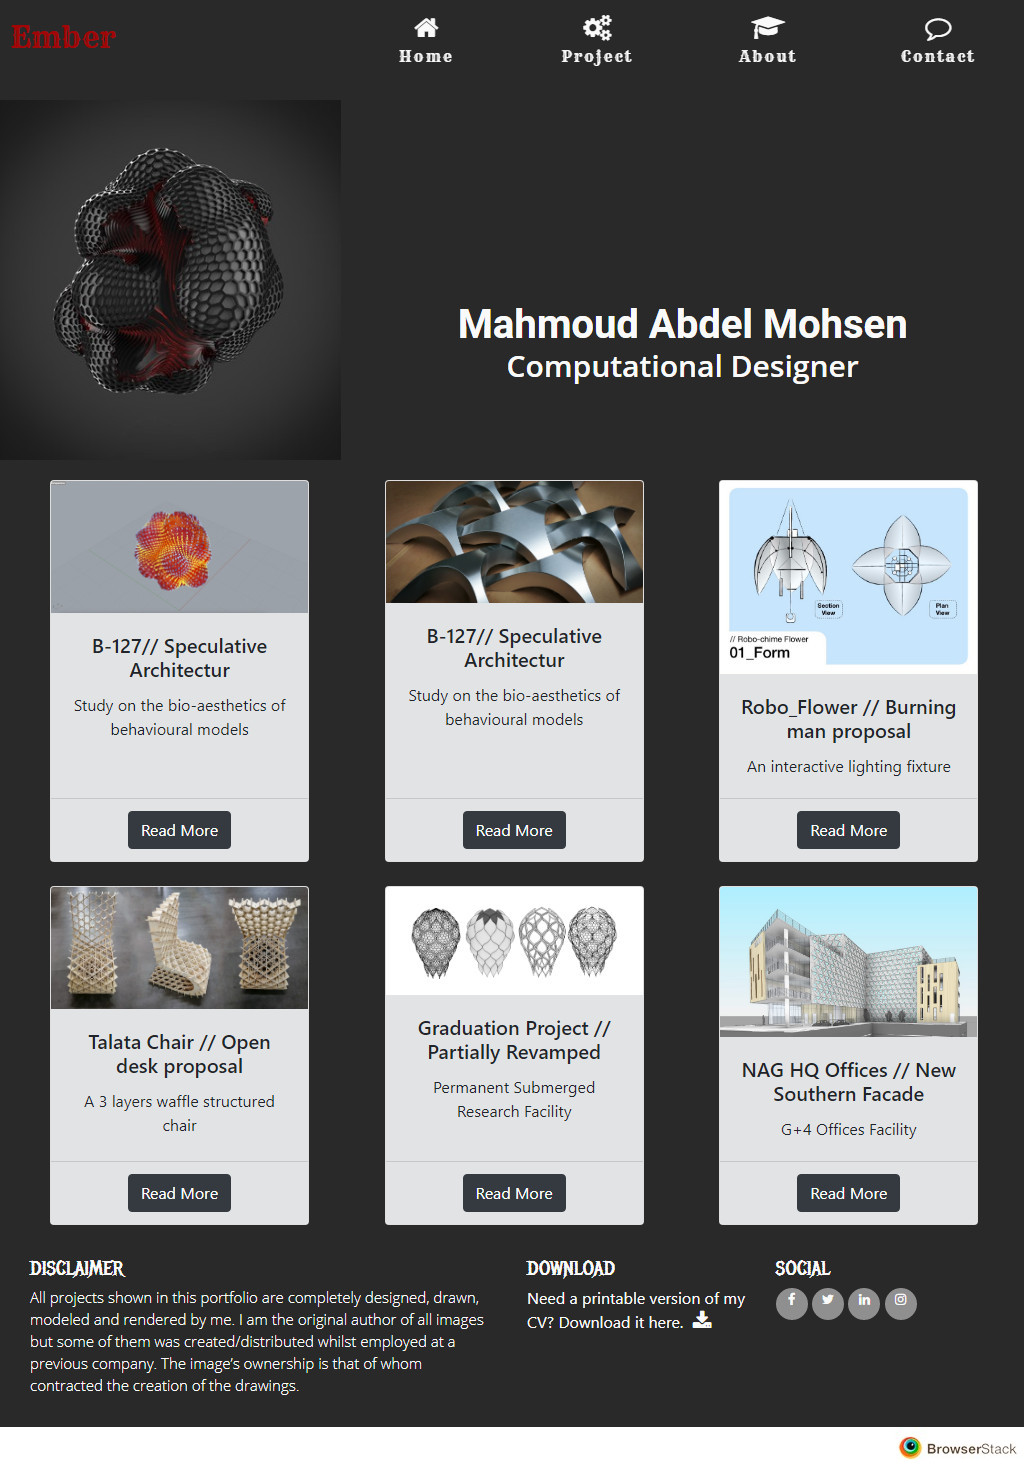 Ember
Home
Project
About
Contact
Mahmoud Abdel Mohsen
Computational Designer
B-127// Speculative
Architectur
Study on the bio-aesthetics of
behavioural models
Read More
B-127// Speculative
Architectur
Study on the bio-aesthetics of
behavioural models
Read More
Section
View
Plan
View
// Robo-chime Flower
01_Form
Robo_Flower // Burning
man proposal
An interactive lighting fixture
Read More
Talata Chair // Open
desk proposal
A 3 layers waffle structured
chair
Read More
Graduation Project //
Partially Revamped
Permanent Submerged
Research Facility
Read More
NAG HQ Offices // New
Southern Facade
G+4 Offices Facility
Read More
DISCLAIMER
All projects shown in this portfolio are completely designed, drawn,
modeled and rendered by me. I am the original author of all images
but some of them was created/distributed whilst employed at a
previous company. The image’s ownership is that of whom
contracted the creation of the drawings.
DOWNLOAD
Need a printable version of my
CV? Download it here.
SOCIAL
BrowserStack